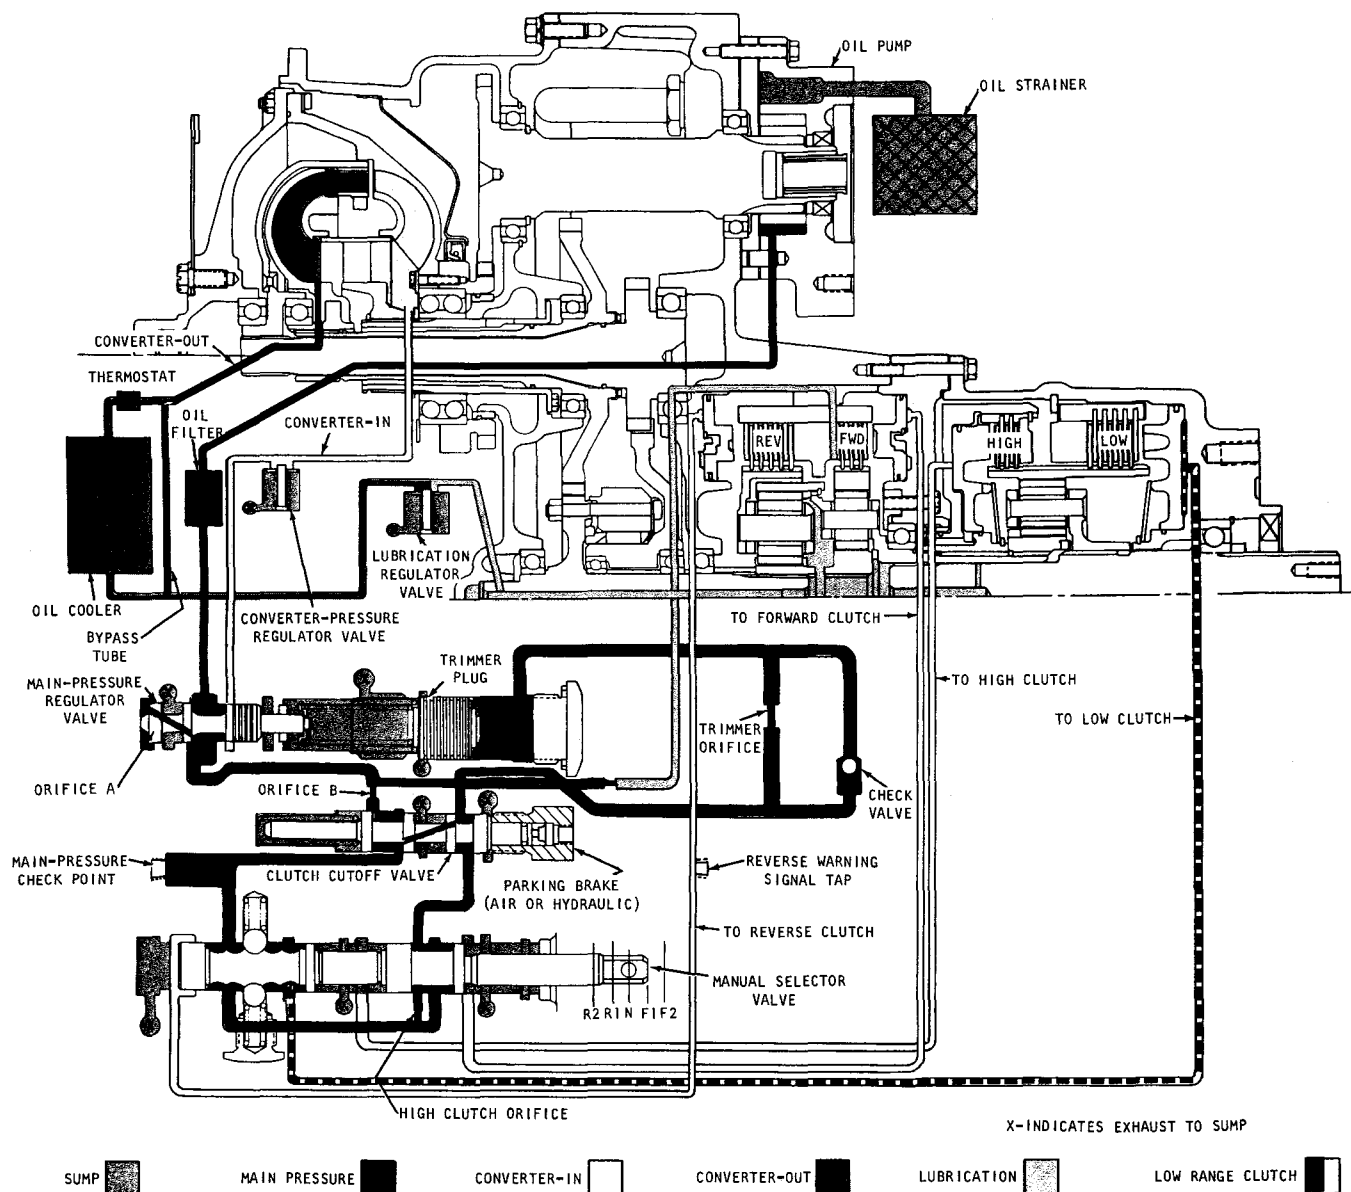 OIL PUMP
OIL STRAINER
CONVERTER-OUT
THERMOSTAT
OIL
FILTER
CONVERTER-IN
REV
FWD
HIGH
LOW
LUBRICATION
REGULATOR
VALVE
OIL COOLER
BYPASS
TUBE
CONVERTER-PRESSURE
REGULATOR VALVE
TO FORWARD CLUTCH
MAIN-PRESSURE
REGULATOR
VALVE
TRIMMER
PLUG
TO HIGH CLUTCH
TO LOW CLUTCH
TRIMMER
ORIFICE
ORIFICE A
ORIFICE B
CHECK
VALVE
MAIN-PRESSURE
CHECK POINT
CLUTCH CUTOFF VALVE
PARKING BRAKE
(AIR OR HYDRAULIC)
REVERSE WARNING
SIGNAL TAP
TO REVERSE CLUTCH
MANUAL SELECTOR
VALVE
R2 R1 N F1 F2
HIGH CLUTCH ORIFICE
X-INDICATES EXHAUST TO SUMP
SUMP
MAIN PRESSURE
CONVERTER-IN
CONVERTER-OUT
LUBRICATION
LOW RANGE CLUTCH